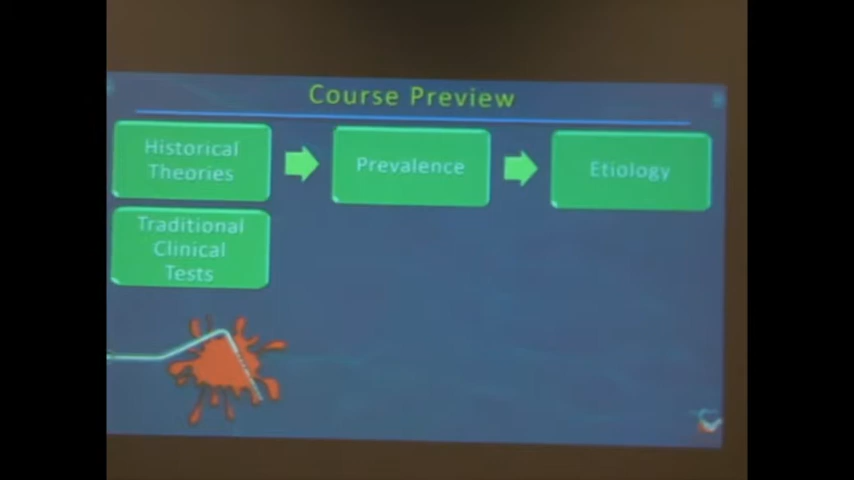 Course Preview
Historical
Theories
Prevalence
Etiology
Traditional
Clinical
Tests